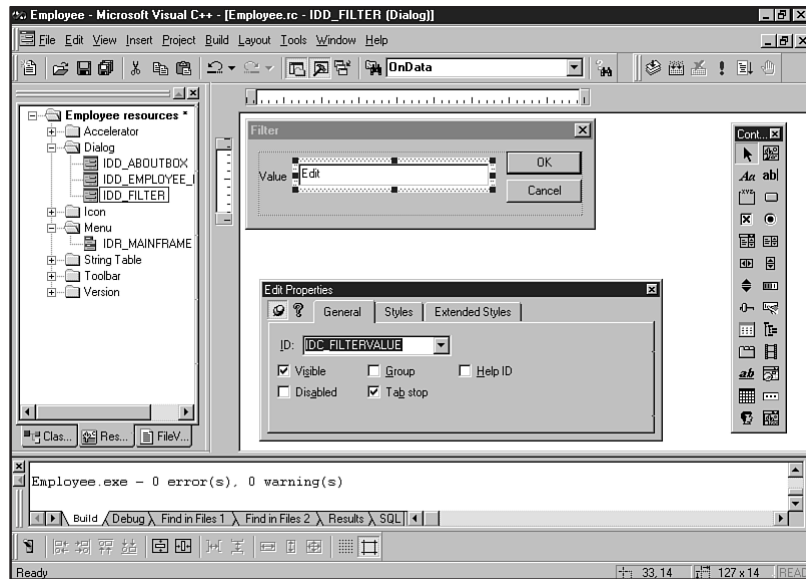 Employee - Microsoft Visual C++ - [Employee.rc - IDD_FILTER (Dialog)]
File Edit View Insert Project Build Layout Tools Window Help
OnData
Employee resources *
Accelerator
Dialog
IDD_ABOUTBOX
IDD_EMPLOYEE_
IDD_FILTER
Icon
Menu
IDR_MAINFRAME
String Table
Toolbar
Version
Clas... Res... FileV...
Filter
Value
Edit
OK
Cancel
Cont...
Aa ab|
XYZ
ab
Edit Properties
General Styles Extended Styles
ID: IDC_FILTERVALUE
Visible Group Help ID
Disabled Tab stop
Employee.exe - 0 error(s), 0 warning(s)
Build Debug Find in Files 1 Find in Files 2 Results SQL
Ready
33,14 127 x 14 READ